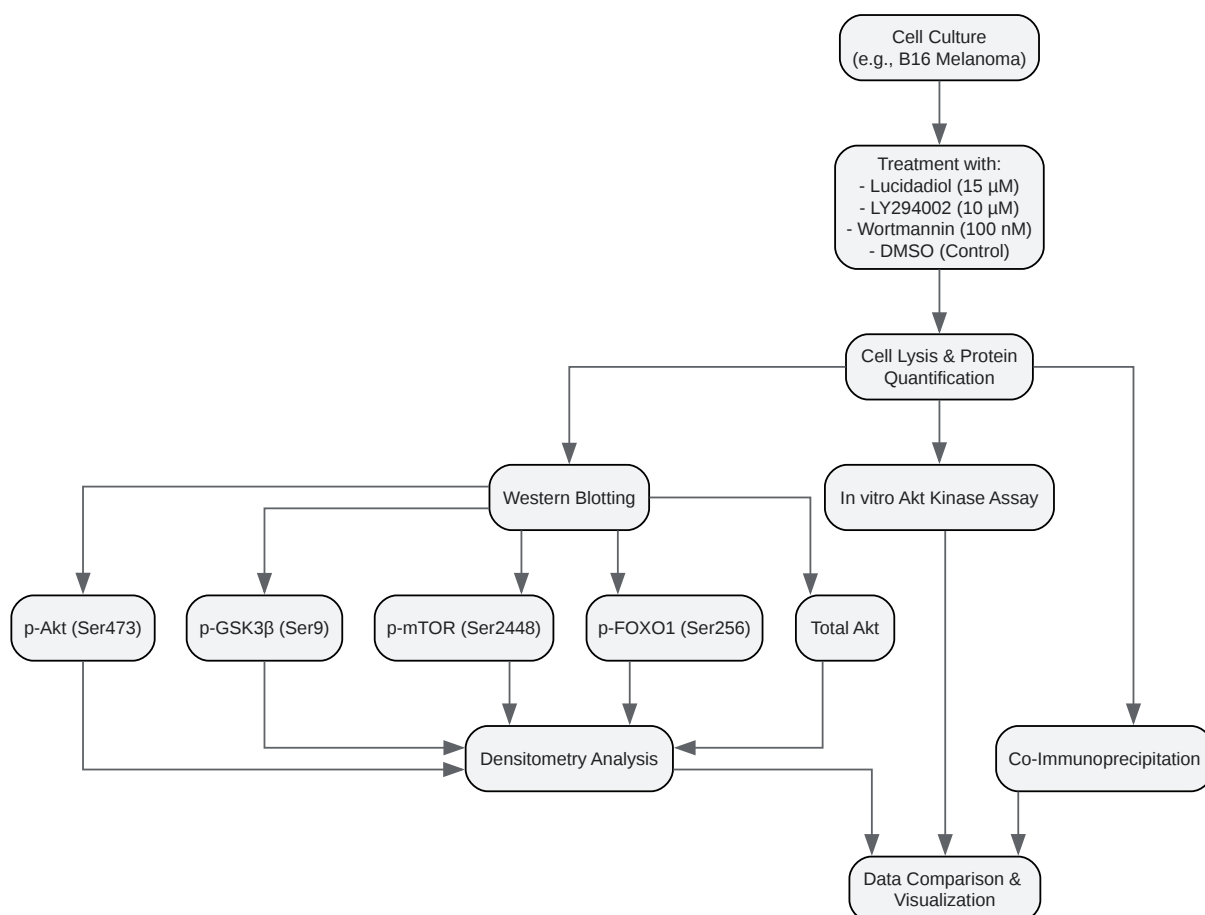 Cell Culture
(e.g., B16 Melanoma)
Treatment with:
- Lucidadiol (15 µM)
- LY294002 (10 µM)
- Wortmannin (100 nM)
- DMSO (Control)
Cell Lysis & Protein
Quantification
Western Blotting
In vitro Akt Kinase Assay
p-Akt (Ser473)
p-GSK3β (Ser9)
p-mTOR (Ser2448)
p-FOXO1 (Ser256)
Total Akt
Densitometry Analysis
Co-Immunoprecipitation
Data Comparison &
Visualization